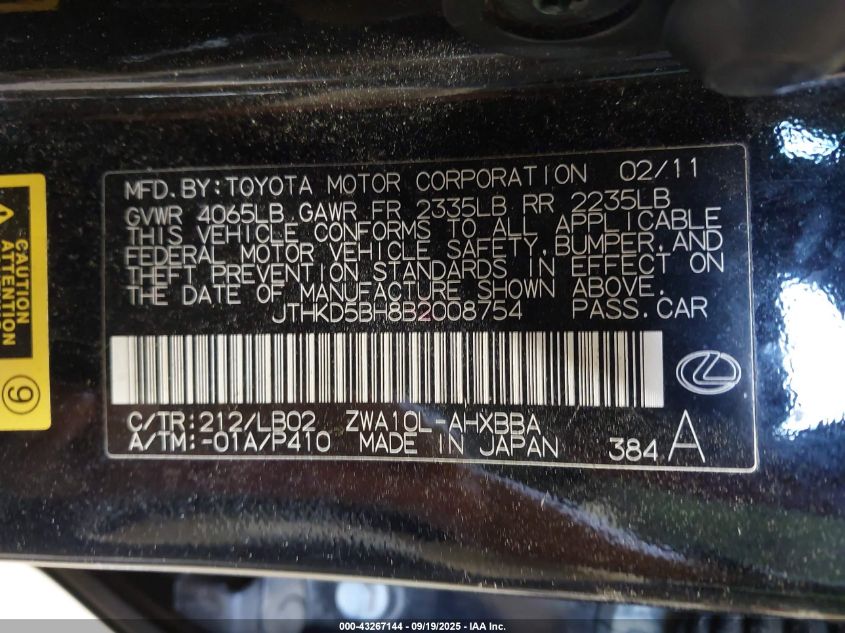 MFD.BY:TOYOTA MOTOR CORPORATION 02/11
GVWR 4065LB GAWR FR 2335LB RR 2235LB
THIS VEHICLE CONFORMS TO ALL APPLICABLE
FEDERAL MOTOR VEHICLE SAFETY,BUMPER,AND
THEFT PREVENTION STANDARDS IN EFFECT ON
THE DATE OF MANUFACTURE SHOWN ABOVE.
JTHKD5BH8B2008754 PASS.CAR
C/TR:212/LB02 ZWA10L-AHXBBA
A/TM:-01A/P410 MADE IN JAPAN 384 A
CAUTION
9
000-43267144 - 09/19/2025 - IAA Inc.